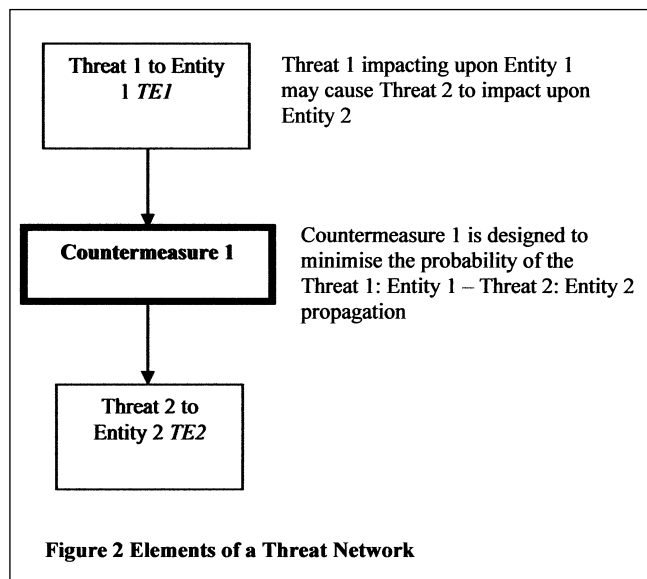 Threat 1 to Entity
1 TE1
Threat 1 impacting upon Entity 1
may cause Threat 2 to impact upon
Entity 2
Countermeasure 1
Countermeasure 1 is designed to
minimise the probability of the
Threat 1: Entity 1 – Threat 2: Entity 2
propagation
Threat 2 to
Entity 2 TE2
Figure 2 Elements of a Threat Network